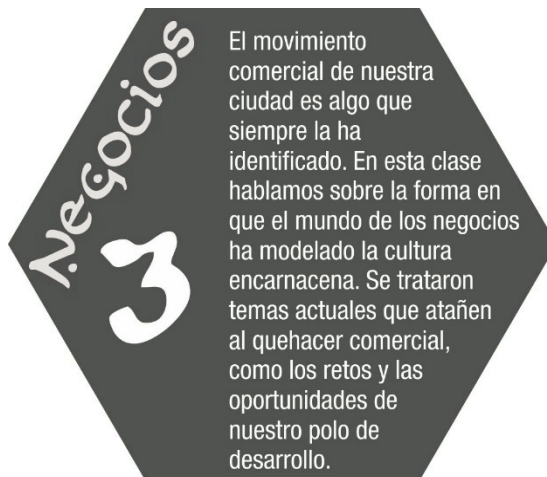 Negocios
3
El movimiento
comercial de nuestra
ciudad es algo que
siempre la ha
identificado. En esta clase
hablamos sobre la forma en
que el mundo de los negocios
ha modelado la cultura
encarnacena. Se trataron
temas actuales que atañen
al quehacer comercial,
como los retos y las
oportunidades de
nuestro polo de
desarrollo.